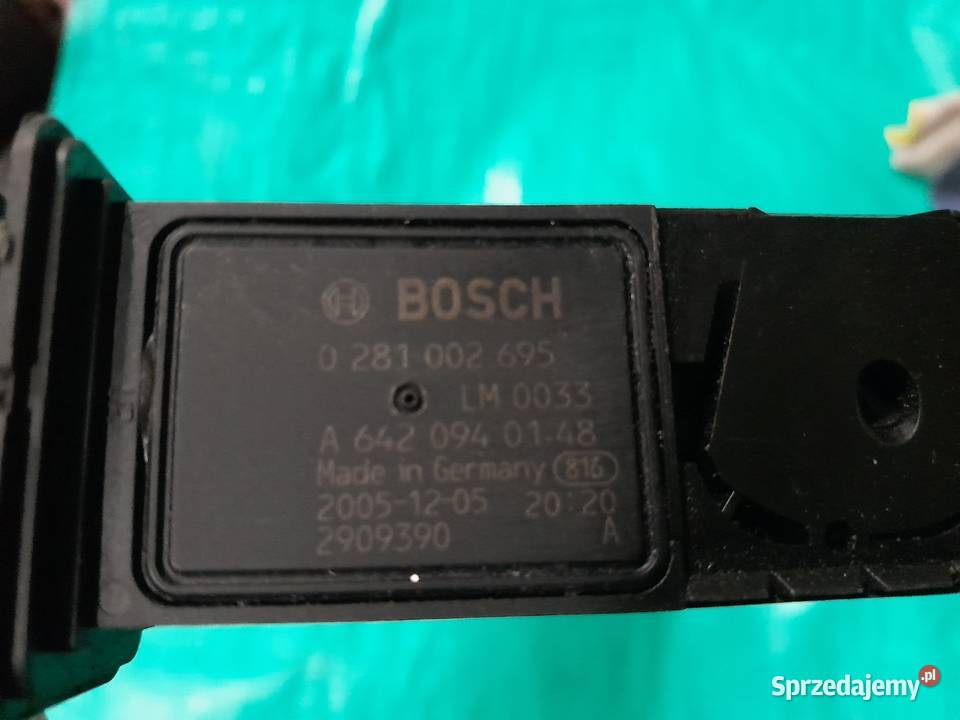 BOSCH
0 281 002 695
LM 0033
A 642 094 01 48
Made in Germany 816
2005-12-05 20:20
2909390 A
Sprzedajemy.pl